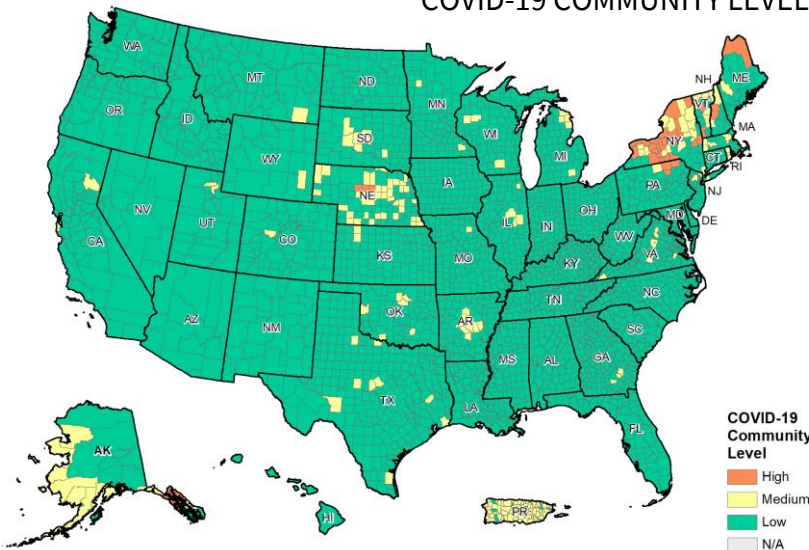 COVID-19 COMMUNITY LEVEL
WA
MT
ND
MN
OR
ID
SD
WI
MI
NH
VT
ME
WY
NY
MA
CT
RI
NV
UT
NE
IA
PA
NJ
CA
CO
IL
IN
OH
MD
DE
KS
MO
WV
VA
KY
AZ
NM
OK
AR
TN
NC
SC
MS
AL
GA
TX
LA
FL
AK
HI
PR
COVID-19
Community
Level
High
Medium
Low
N/A